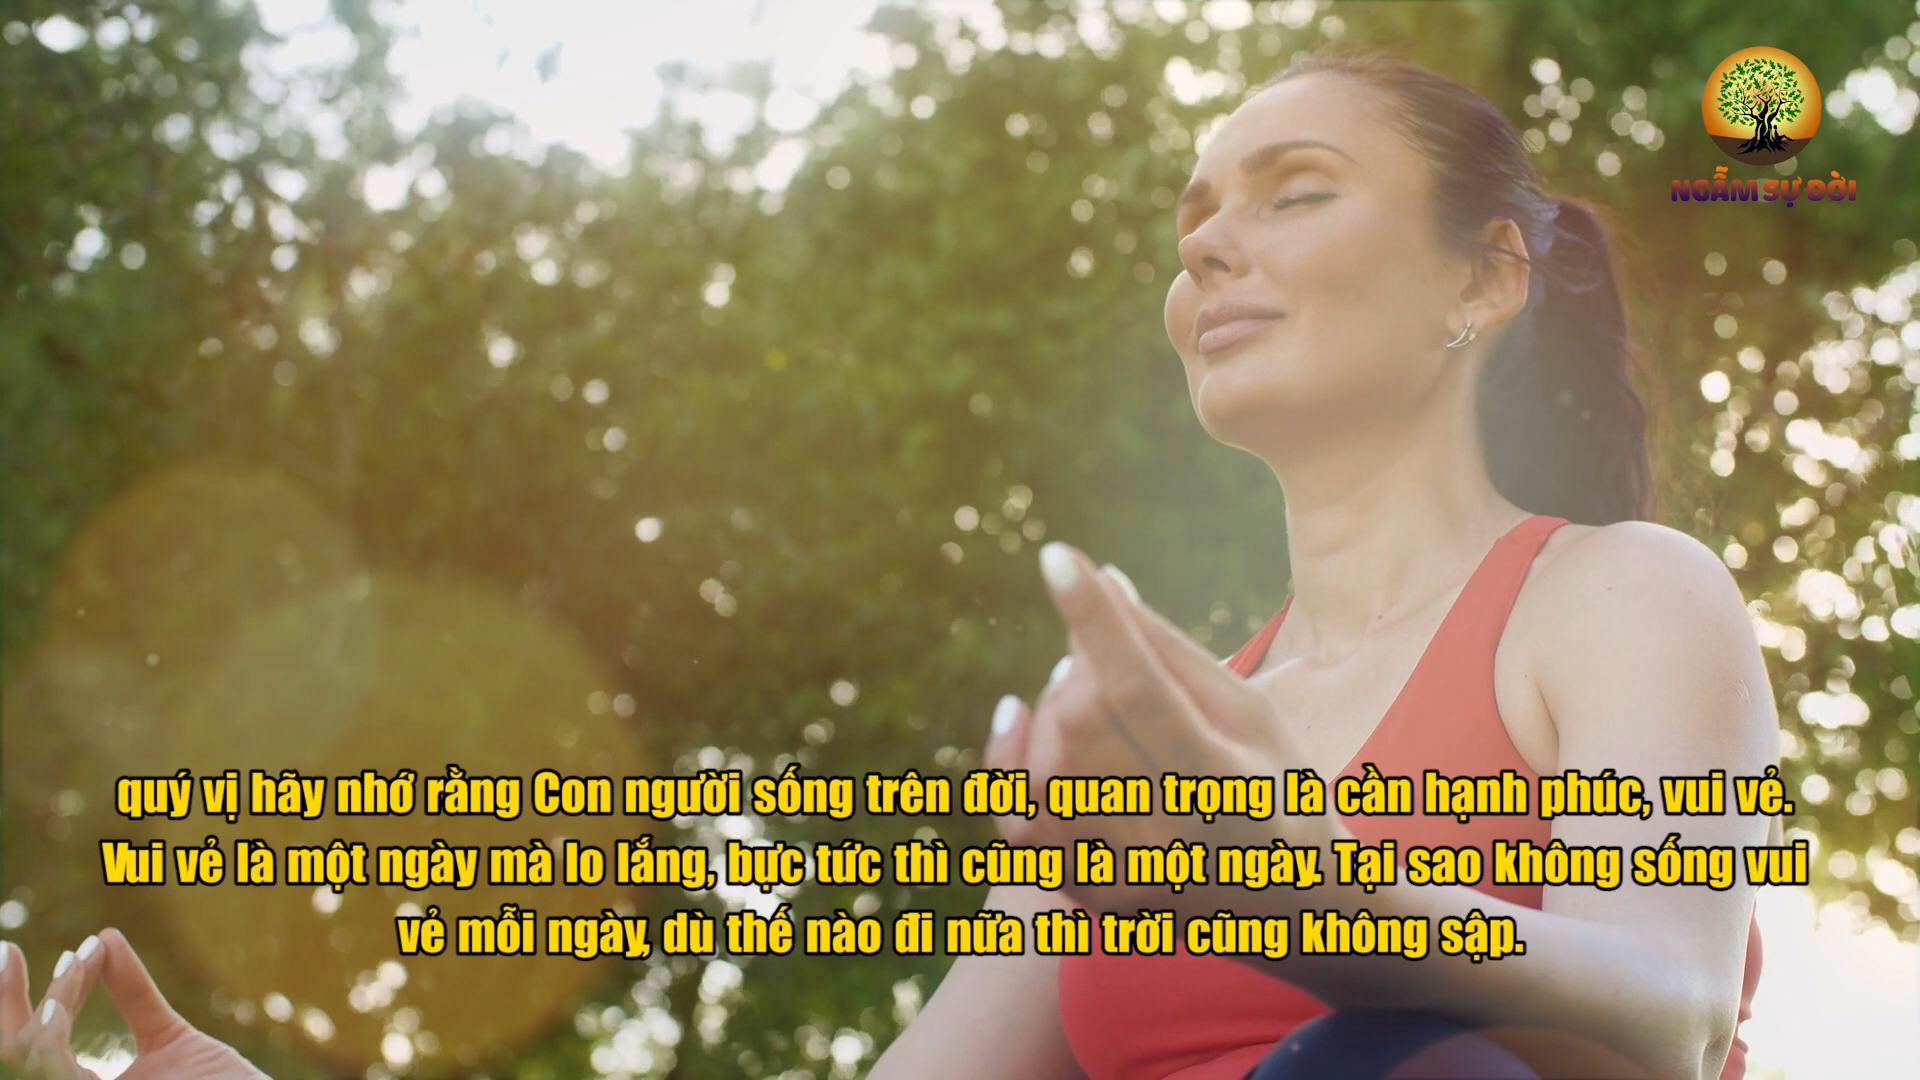 NGẪM SỰ ĐỜI
quý vị hãy nhớ rằng Con người sống trên đời, quan trọng là cần hạnh phúc, vui vẻ.
Vui vẻ là một ngày mà lo lắng, bực tức thì cũng là một ngày. Tại sao không sống vui
vẻ mỗi ngày, dù thế nào đi nữa thì trời cũng không sập.